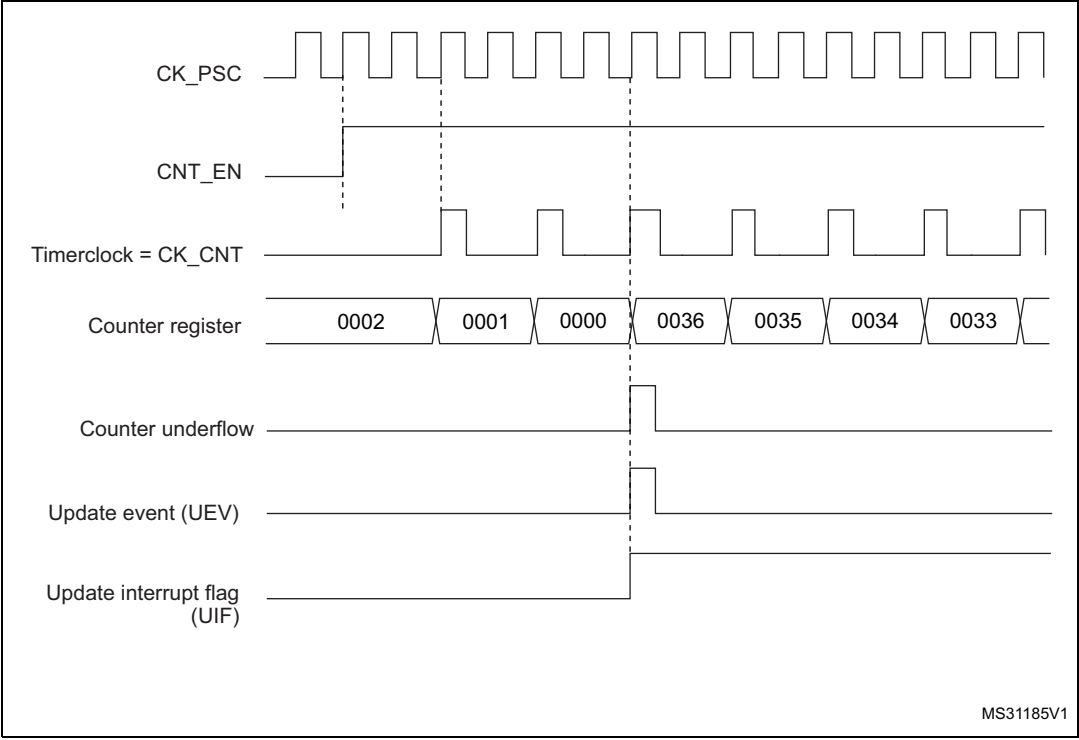 CK_PSC
CNT_EN
Timerclock = CK_CNT
Counter register
0002 0001 0000 0036 0035 0034 0033
Counter underflow
Update event (UEV)
Update interrupt flag
(UIF)
MS31185V1